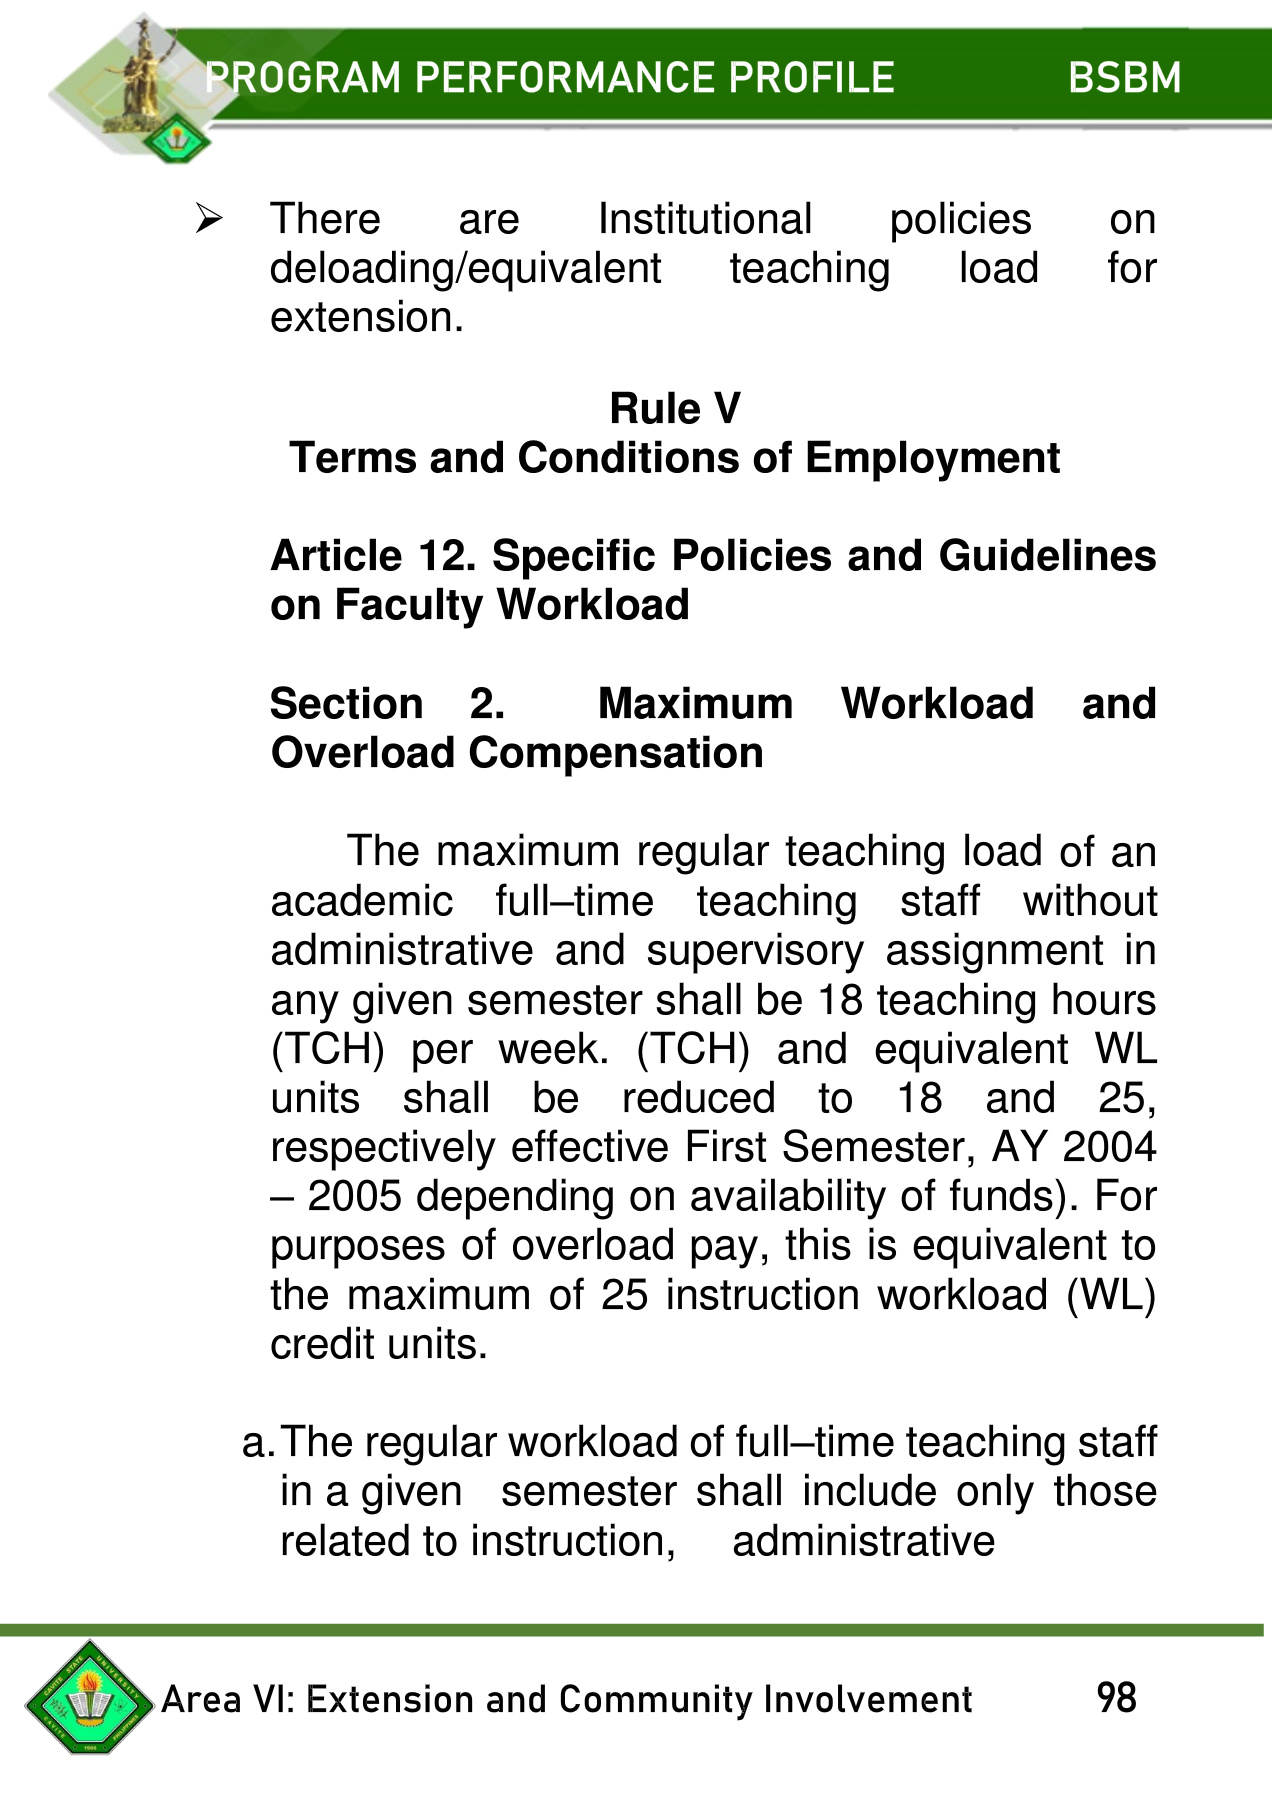 PROGRAM PERFORMANCE PROFILE BSBM
➢ There are Institutional policies on
deloading/equivalent teaching load for
extension.
Rule V
Terms and Conditions of Employment
Article 12. Specific Policies and Guidelines
on Faculty Workload
Section 2. Maximum Workload and
Overload Compensation
The maximum regular teaching load of an
academic full–time teaching staff without
administrative and supervisory assignment in
any given semester shall be 18 teaching hours
(TCH) per week. (TCH) and equivalent WL
units shall be reduced to 18 and 25,
respectively effective First Semester, AY 2004
– 2005 depending on availability of funds). For
purposes of overload pay, this is equivalent to
the maximum of 25 instruction workload (WL)
credit units.
a. The regular workload of full–time teaching staff
in a given semester shall include only those
related to instruction, administrative
CAVITE STATE UNIVERSITY
CAVITE PHILIPPINES
1906
Area VI: Extension and Community Involvement 98